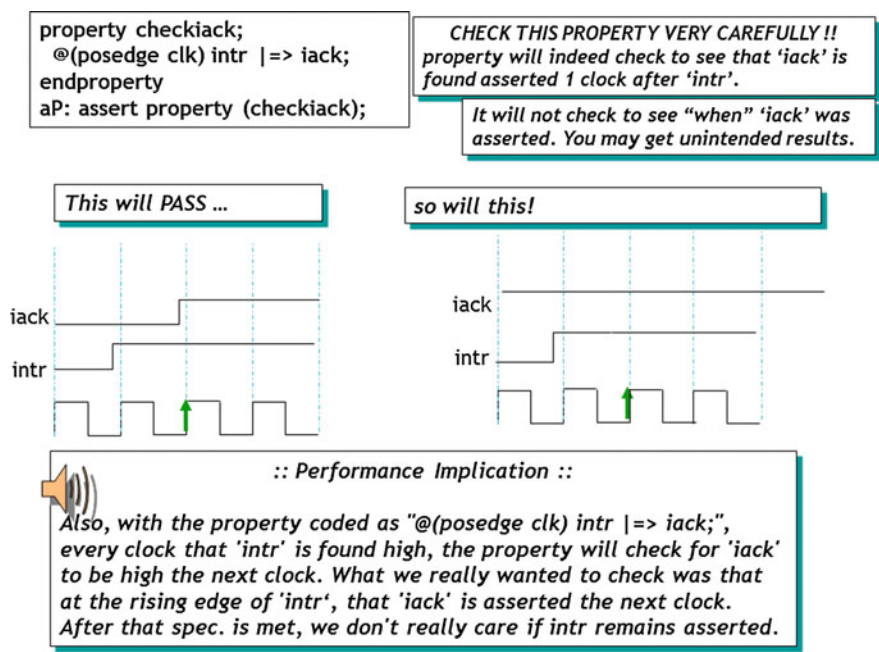 property checkiack;
@(posedge clk) intr |=> iack;
endproperty
aP: assert property (checkiack);
CHECK THIS PROPERTY VERY CAREFULLY !!
property will indeed check to see that ‘iack’ is
found asserted 1 clock after ‘intr’.
It will not check to see “when” ‘iack’ was
asserted. You may get unintended results.
This will PASS …
so will this!
iack
intr
iack
intr
:: Performance Implication ::
Also, with the property coded as "@(posedge clk) intr |=> iack;",
every clock that 'intr' is found high, the property will check for 'iack'
to be high the next clock. What we really wanted to check was that
at the rising edge of 'intr‘, that 'iack' is asserted the next clock.
After that spec. is met, we don't really care if intr remains asserted.